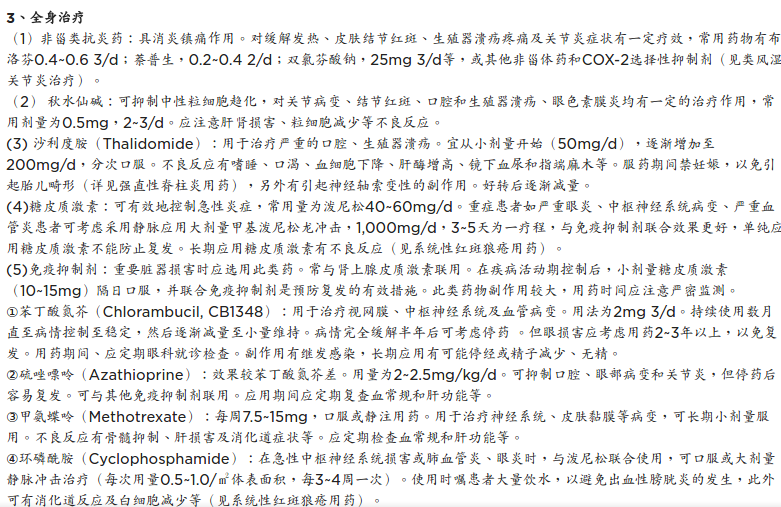 3、全身治疗
（1）非甾类抗炎药：具消炎镇痛作用。对缓解发热、皮肤结节红斑、生殖器溃疡疼痛及关节炎症状有一定疗效，常用药物有布
洛芬0.4~0.6 3/d；萘普生，0.2~0.4 2/d；双氯芬酸钠，25mg 3/d等，或其他非甾体药和COX-2选择性抑制剂（见类风湿
关节炎治疗）。
（2） 秋水仙碱：可抑制中性粒细胞趋化，对关节病变、结节红斑、口腔和生殖器溃疡、眼色素膜炎均有一定的治疗作用，常
用剂量为0.5mg，2~3/d。应注意肝肾损害、粒细胞减少等不良反应。
(3) 沙利度胺（Thalidomide）：用于治疗严重的口腔、生殖器溃疡。宜从小剂量开始（50mg/d），逐渐增加至
200mg/d，分次口服。不良反应有嗜睡、口渴、血细胞下降、肝酶增高、镜下血尿和指端麻木等。服药期间禁妊娠，以免引
起胎儿畸形（详见强直性脊柱炎用药），另外有引起神经轴索变性的副作用。好转后逐渐减量。
(4)糖皮质激素：可有效地控制急性炎症，常用量为泼尼松40~60mg/d。重症患者如严重眼炎、中枢神经系统病变、严重血
管炎患者可考虑采用静脉应用大剂量甲基泼尼松龙冲击，1,000mg/d，3~5天为一疗程，与免疫抑制剂联合效果更好，单纯应
用糖皮质激素不能防止复发。长期应用糖皮质激素有不良反应（见系统性红斑狼疮用药）。
(5)免疫抑制剂：重要脏器损害时应选用此类药。常与肾上腺皮质激素联用。在疾病活动期控制后，小剂量糖皮质激素
（10~15mg）隔日口服，并联合免疫抑制剂是预防复发的有效措施。此类药物副作用较大，用药时间应注意严密监测。
①苯丁酸氮芥（Chlorambucil, CB1348）：用于治疗视网膜、中枢神经系统及血管病变。用法为2mg 3/d。持续使用数月
直至病情控制至稳定，然后逐渐减量至小量维持。病情完全缓解半年后可考虑停药 。但眼损害应考虑用药2~3年以上，以免复
发。用药期间、应定期眼科就诊检查。副作用有继发感染，长期应用有可能停经或精子减少、无精。
②硫唑嘌呤（Azathioprine）：效果较苯丁酸氮芥差。用量为2~2.5mg/kg/d。可抑制口腔、眼部病变和关节炎，但停药后
容易复发。可与其他免疫抑制剂联用。应用期间应定期复查血常规和肝功能等。
③甲氨蝶呤（Methotrexate）：每周7.5~15mg，口服或静注用药。用于治疗神经系统、皮肤黏膜等病变，可长期小剂量服
用。不良反应有骨髓抑制、肝损害及消化道症状等。应定期检查血常规和肝功能等。
④环磷酰胺（Cyclophosphamide）：在急性中枢神经系统损害或肺血管炎、眼炎时，与泼尼松联合使用，可口服或大剂量
静脉冲击治疗（每次用量0.5~1.0/㎡体表面积，每3~4周一次）。使用时嘱患者大量饮水，以避免出血性膀胱炎的发生，此外
可有消化道反应及白细胞减少等（见系统性红斑狼疮用药）。